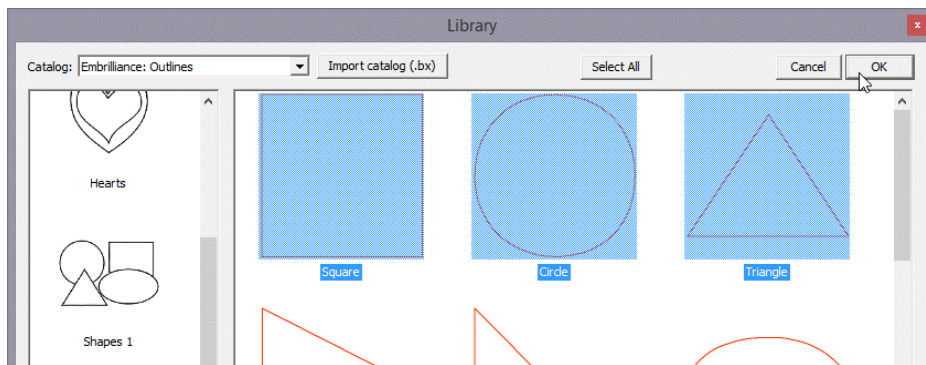 Library
x
Catalog: Embrilliance: Outlines Import catalog (.bx) Select All Cancel OK
Hearts
Square Circle Triangle
Shapes 1